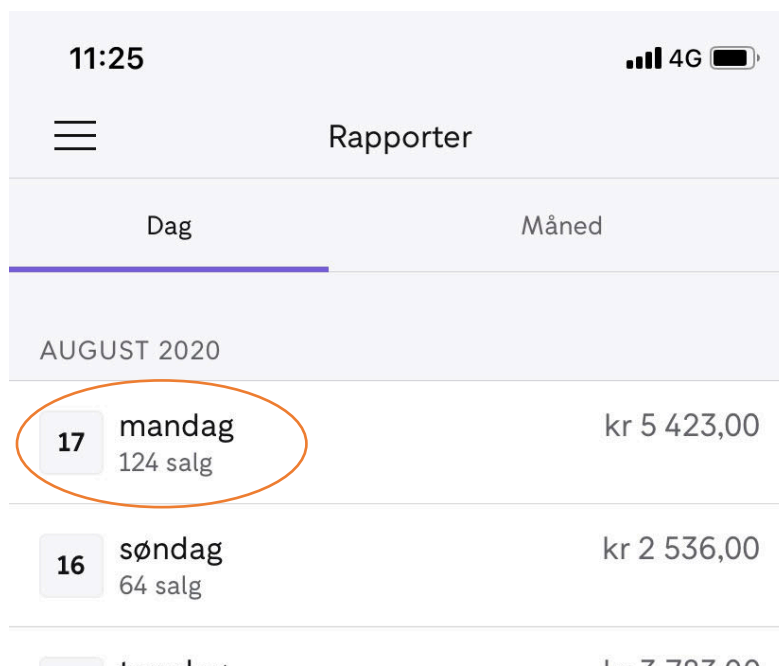 11:25 4G
Rapporter
Dag Måned
AUGUST 2020
17 mandag kr 5 423,00
124 salg
16 søndag kr 2 536,00
64 salg